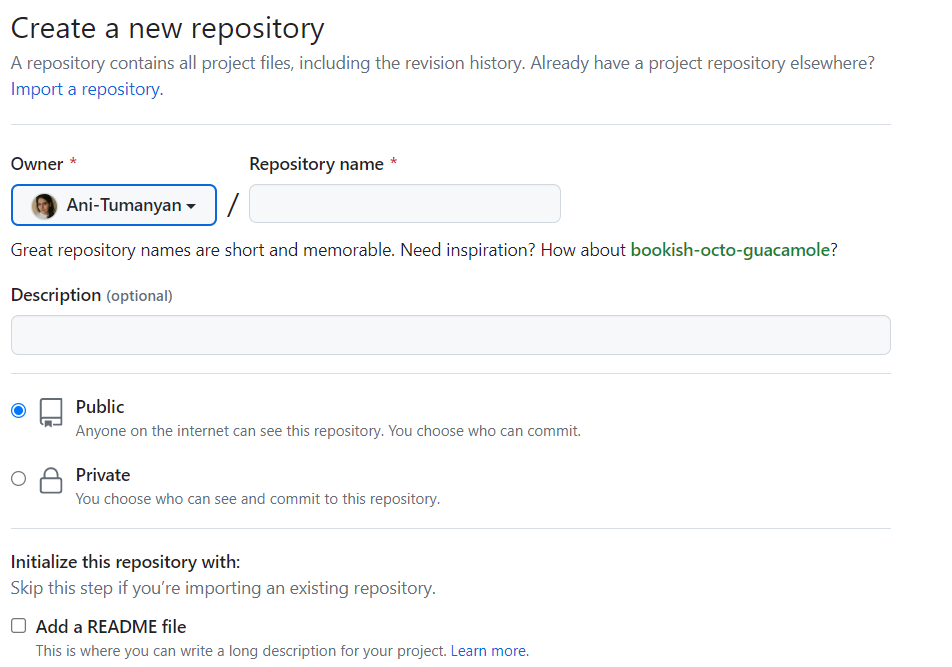 Create a new repository
A repository contains all project files, including the revision history. Already have a project repository elsewhere?
Import a repository.
Owner * Repository name *
Ani-Tumanyan /
Great repository names are short and memorable. Need inspiration? How about bookish-octo-guacamole?
Description (optional)
Public
Anyone on the internet can see this repository. You choose who can commit.
Private
You choose who can see and commit to this repository.
Initialize this repository with:
Skip this step if you’re importing an existing repository.
Add a README file
This is where you can write a long description for your project. Learn more.